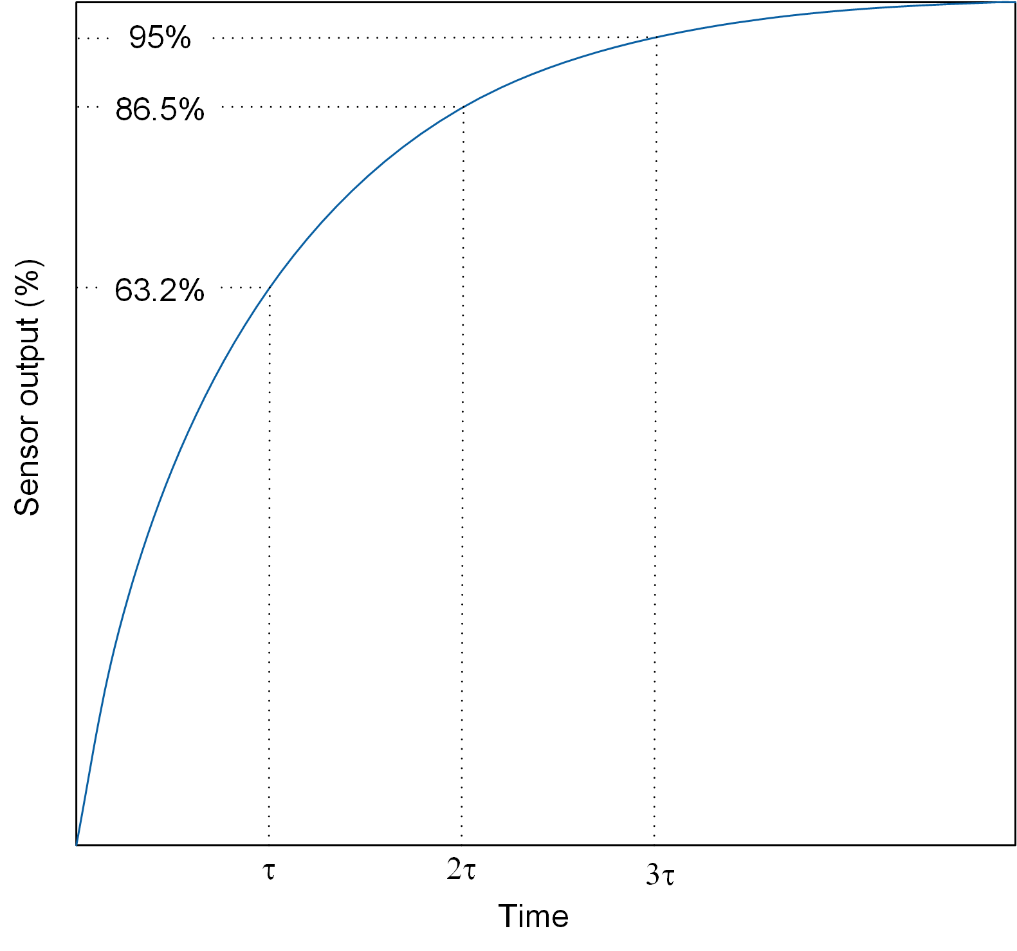 95%
86.5%
63.2%
Sensor output (%)
τ
2τ
3τ
Time